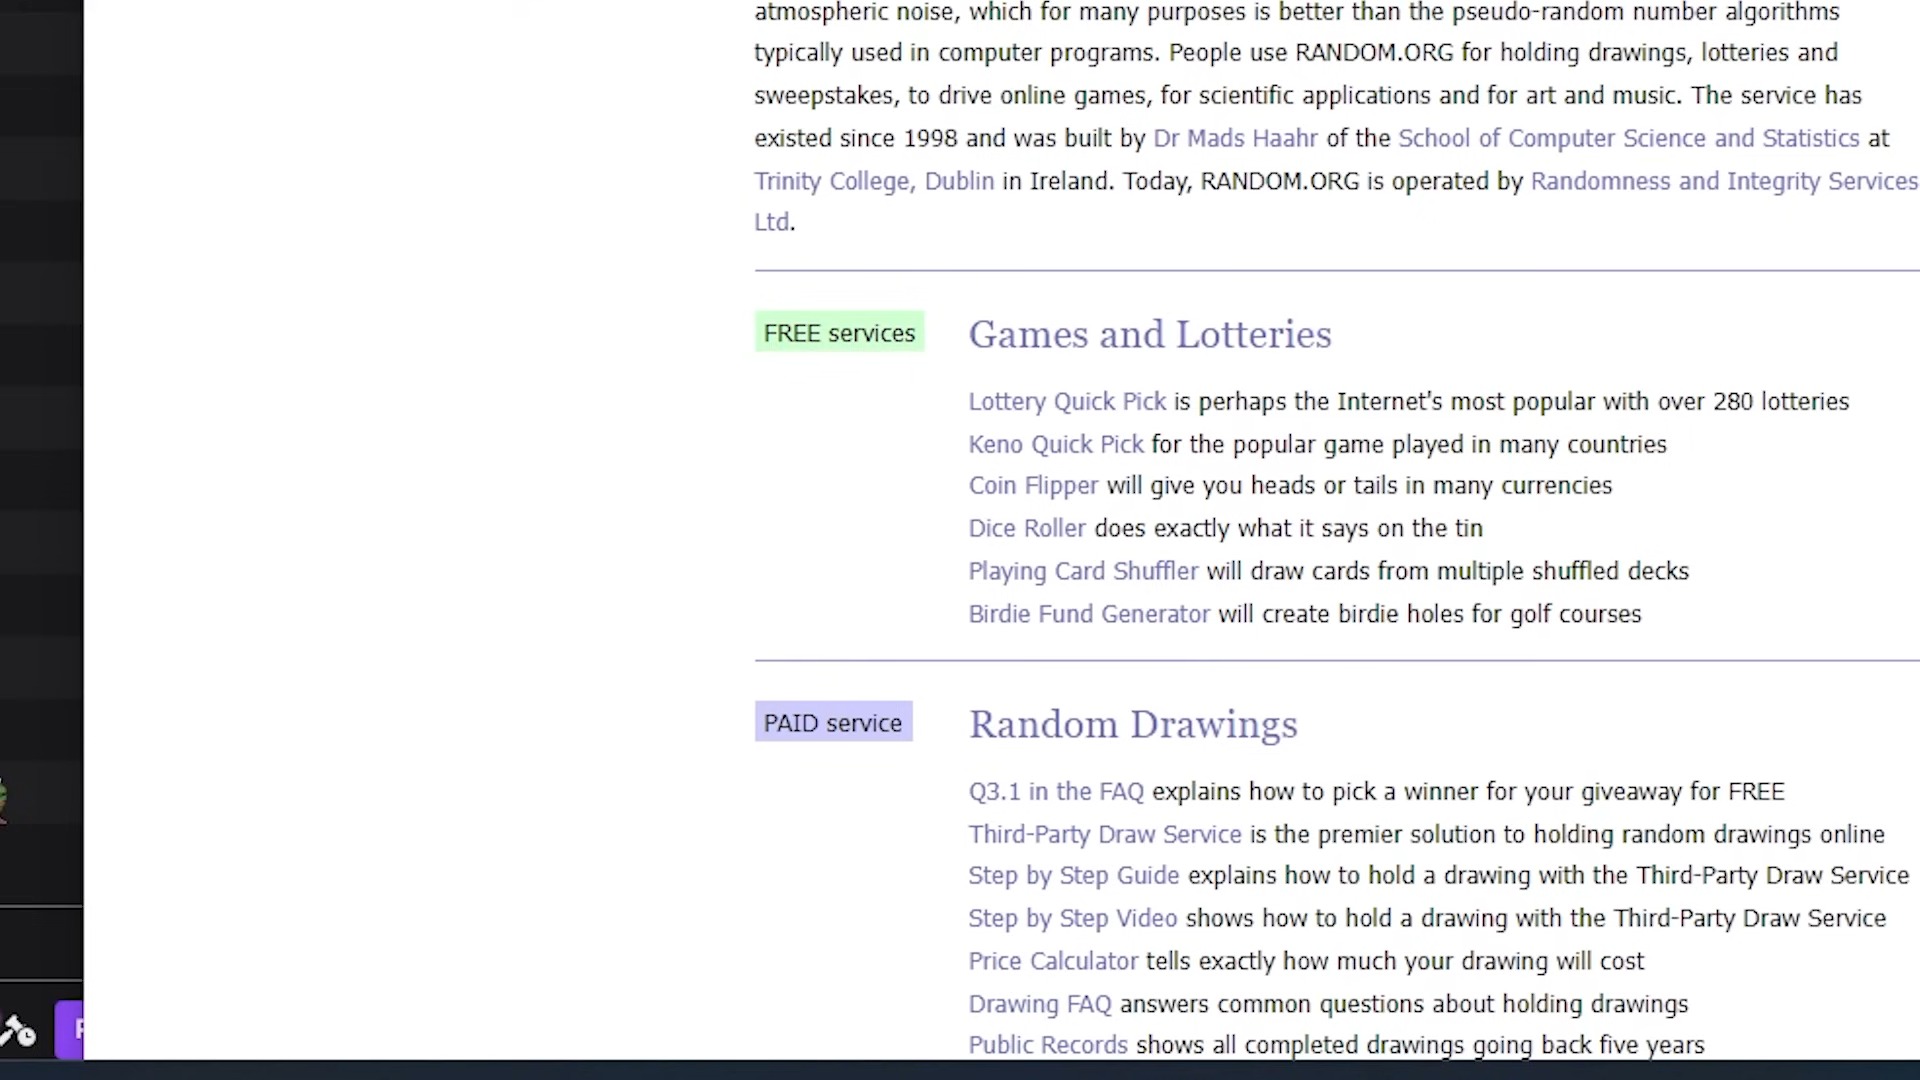 atmospheric noise, which for many purposes is better than the pseudo-random number algorithms
typically used in computer programs. People use RANDOM.ORG for holding drawings, lotteries and
sweepstakes, to drive online games, for scientific applications and for art and music. The service has
existed since 1998 and was built by Dr Mads Haahr of the School of Computer Science and Statistics at
Trinity College, Dublin in Ireland. Today, RANDOM.ORG is operated by Randomness and Integrity Services
Ltd.
FREE services
Games and Lotteries
Lottery Quick Pick is perhaps the Internet's most popular with over 280 lotteries
Keno Quick Pick for the popular game played in many countries
Coin Flipper will give you heads or tails in many currencies
Dice Roller does exactly what it says on the tin
Playing Card Shuffler will draw cards from multiple shuffled decks
Birdie Fund Generator will create birdie holes for golf courses
PAID service
Random Drawings
Q3.1 in the FAQ explains how to pick a winner for your giveaway for FREE
Third-Party Draw Service is the premier solution to holding random drawings online
Step by Step Guide explains how to hold a drawing with the Third-Party Draw Service
Step by Step Video shows how to hold a drawing with the Third-Party Draw Service
Price Calculator tells exactly how much your drawing will cost
Drawing FAQ answers common questions about holding drawings
Public Records shows all completed drawings going back five years